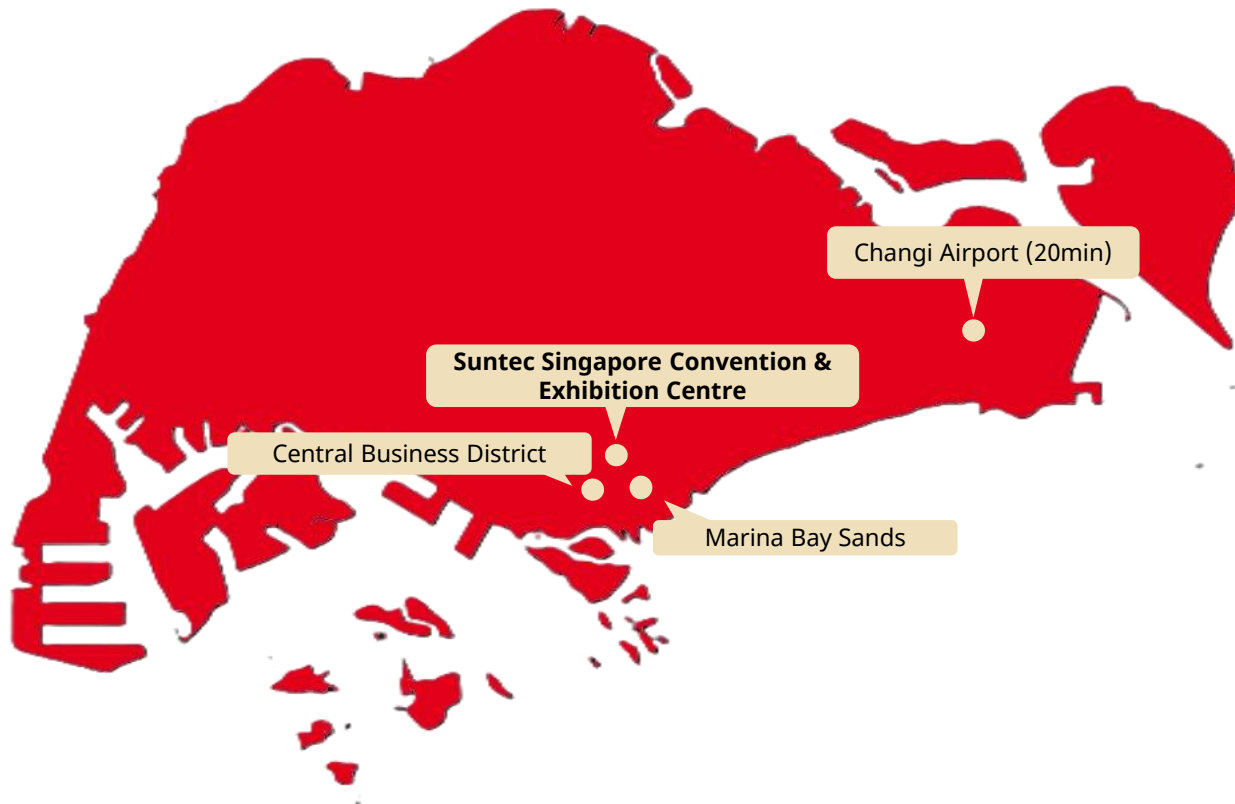 Changi Airport (20min)
Suntec Singapore Convention &
Exhibition Centre
Central Business District
Marina Bay Sands